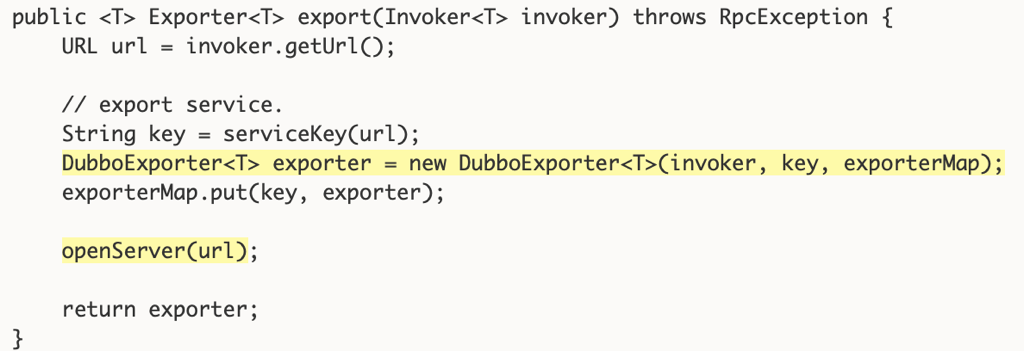 public <T> Exporter<T> export(Invoker<T> invoker) throws RpcException {
    URL url = invoker.getUrl();

    // export service.
    String key = serviceKey(url);
    DubboExporter<T> exporter = new DubboExporter<T>(invoker, key, exporterMap);
    exporterMap.put(key, exporter);

    openServer(url);

    return exporter;
}